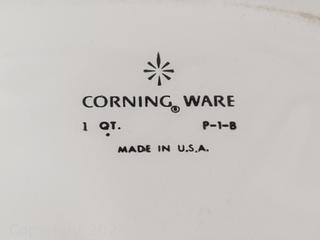 CORNING® WARE
1 QT. P-1-B
MADE IN U.S.A.